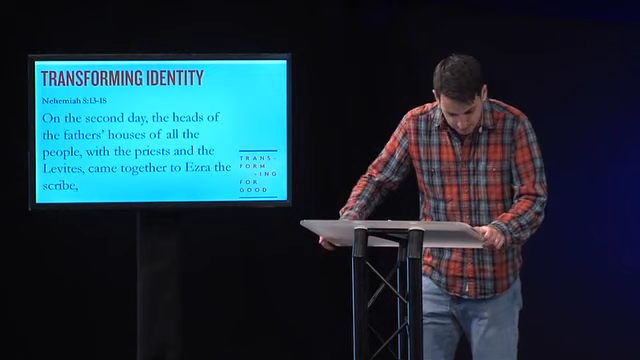 TRANSFORMING IDENTITY
Nehemiah 8:13-18
On the second day, the heads of
the fathers' houses of all the
people, with the priests and the
Levites, came together to Ezra the
scribe,
TRANS-
FORM
-ING
FOR
GOOD